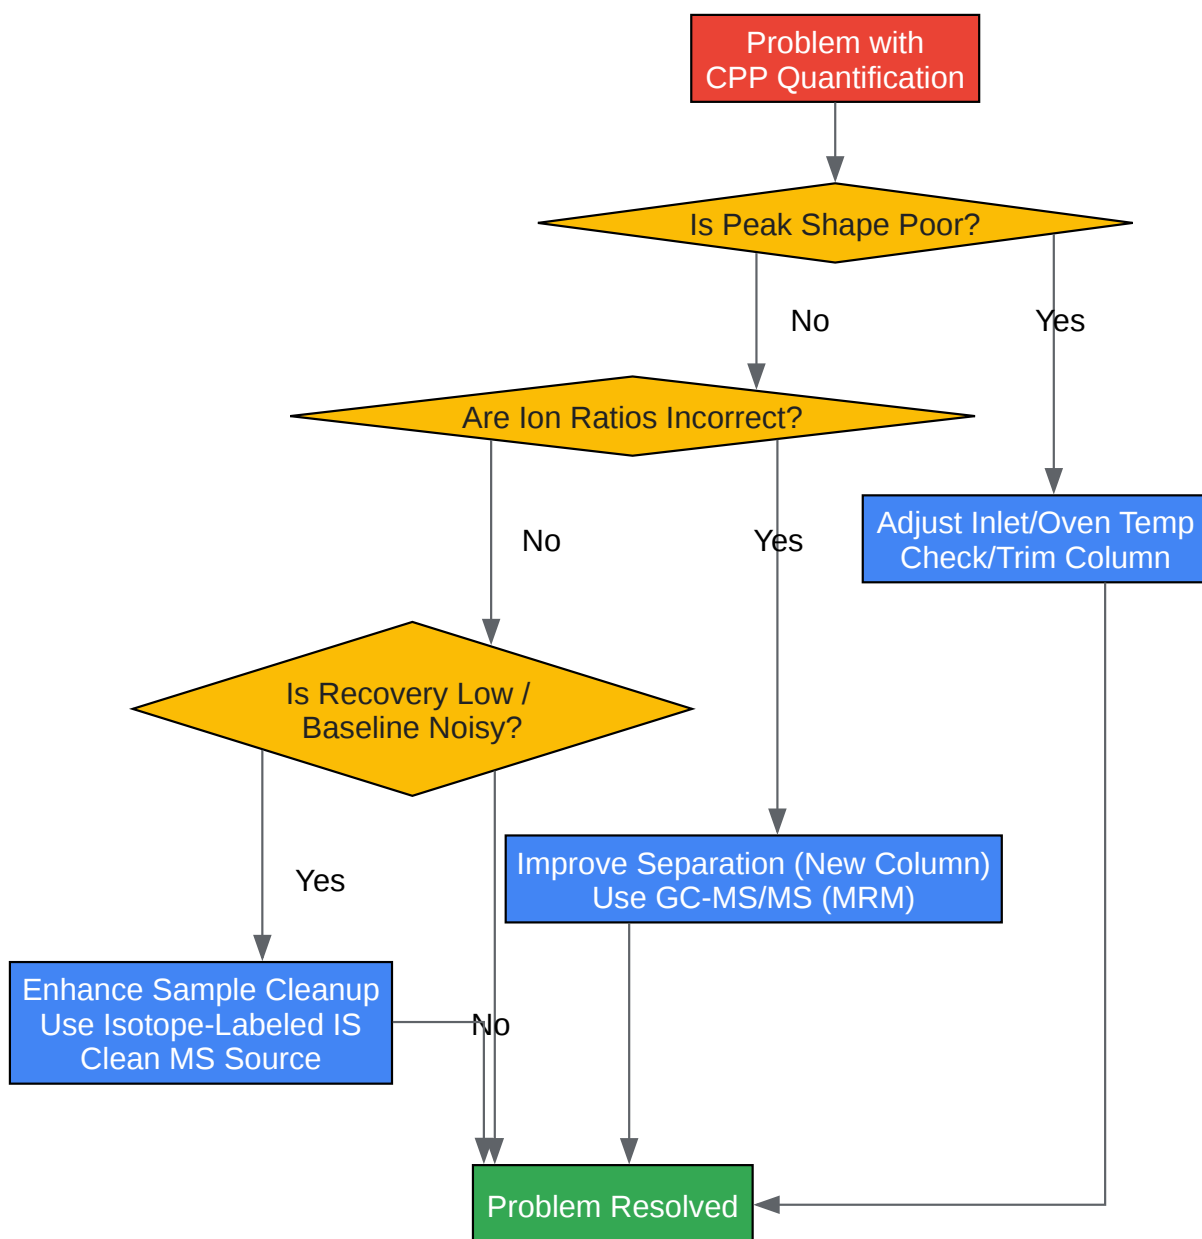 Problem with
CPP Quantification
Is Peak Shape Poor?
No
Yes
Are Ion Ratios Incorrect?
Adjust Inlet/Oven Temp
Check/Trim Column
No
Yes
Is Recovery Low /
Baseline Noisy?
Improve Separation (New Column)
Use GC-MS/MS (MRM)
Yes
Enhance Sample Cleanup
Use Isotope-Labeled IS
Clean MS Source
No
Problem Resolved